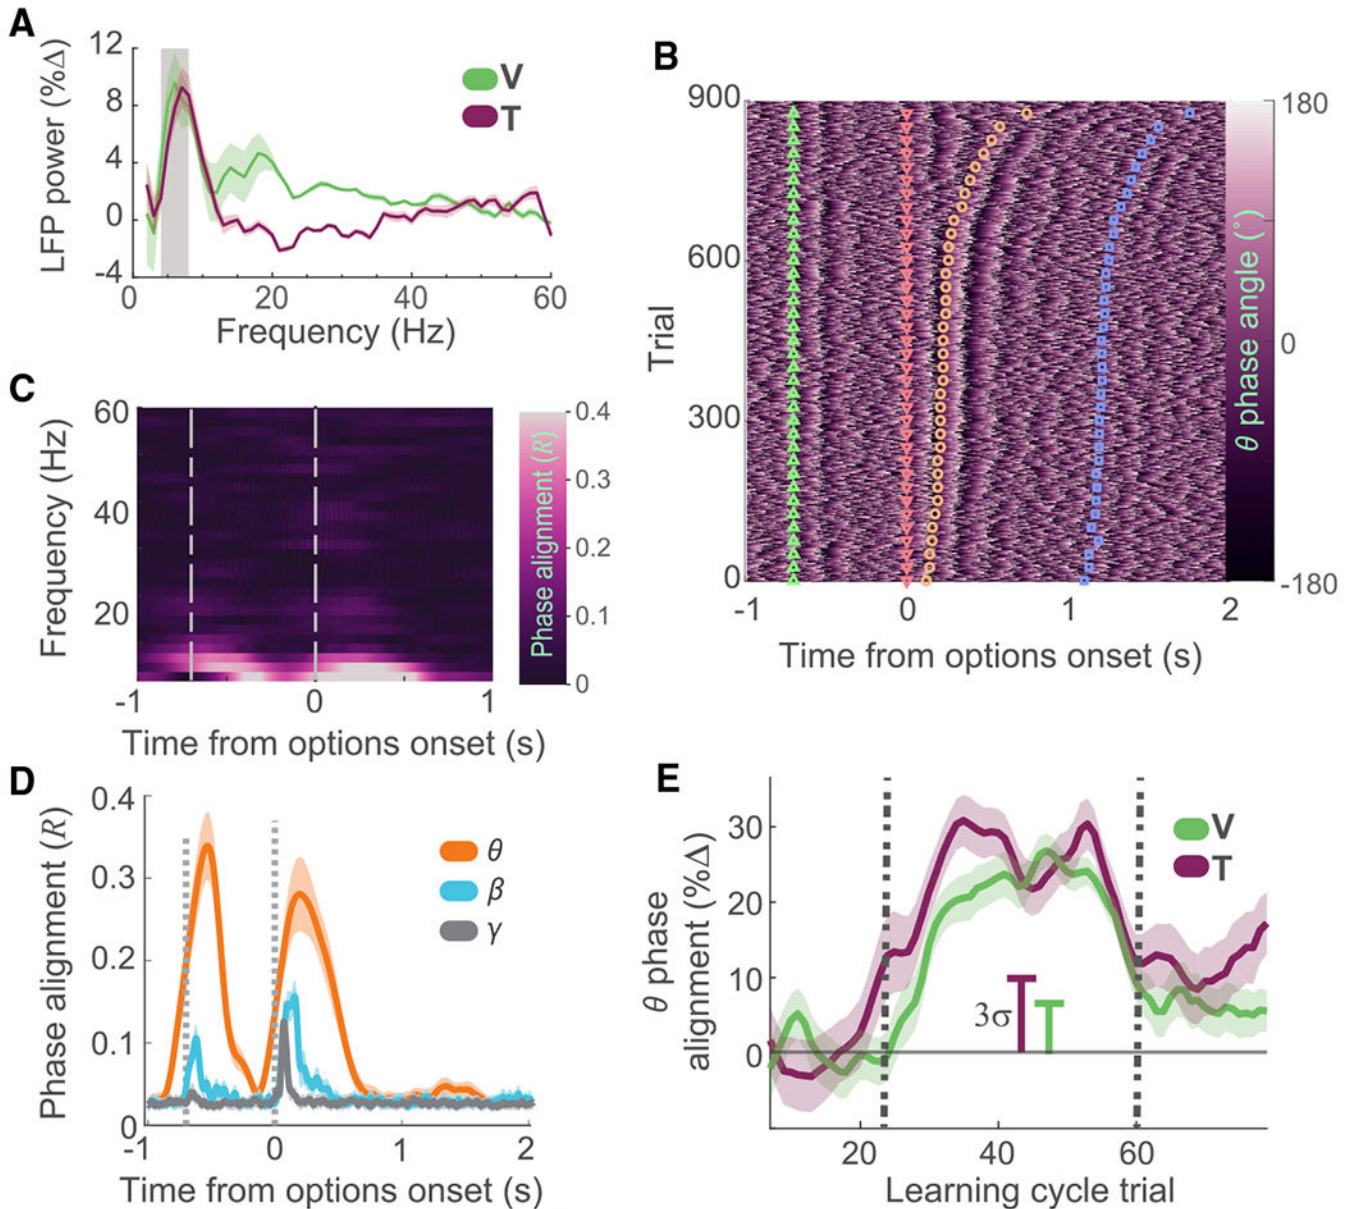 A
LFP power (%Δ)
12
8
4
0
-4
0 20 40 60
Frequency (Hz)
V
T
B
Trial
900
600
300
0
-1 0 1 2
Time from options onset (s)
180
0
-180
θ phase angle (°)
C
Frequency (Hz)
60
40
20
-1 0 1
Time from options onset (s)
0.4
0.3
0.2
0.1
0
Phase alignment (R)
D
Phase alignment (R)
0.4
0.3
0.2
0.1
0
-1 0 1 2
Time from options onset (s)
θ
β
γ
E
θ phase
alignment (%Δ)
30
20
10
0
20 40 60
Learning cycle trial
3σ
V
T